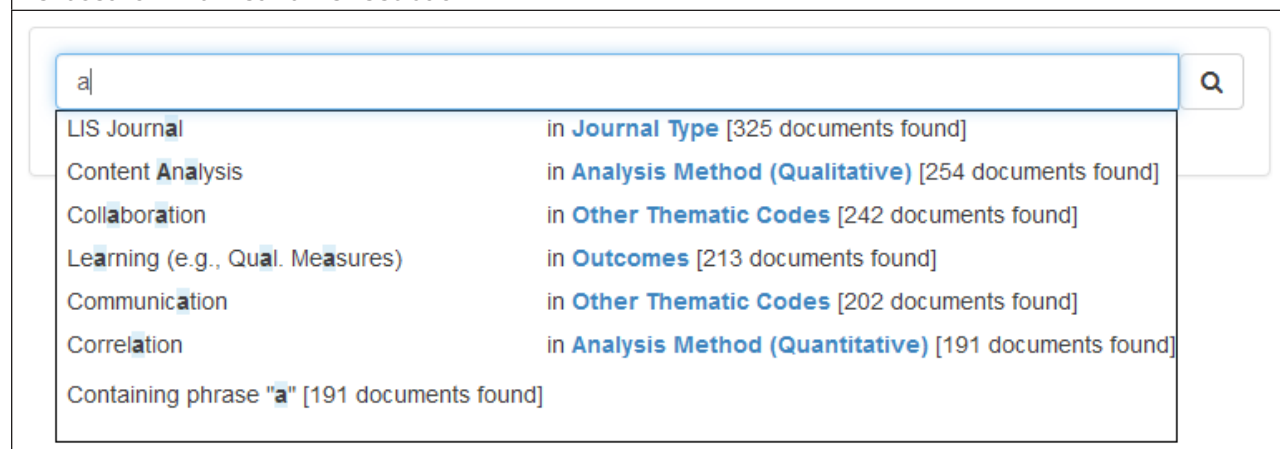 a
LIS Journal in Journal Type [325 documents found]
Content Analysis in Analysis Method (Qualitative) [254 documents found]
Collaboration in Other Thematic Codes [242 documents found]
Learning (e.g., Qual. Measures) in Outcomes [213 documents found]
Communication in Other Thematic Codes [202 documents found]
Correlation in Analysis Method (Quantitative) [191 documents found]
Containing phrase "a" [191 documents found]